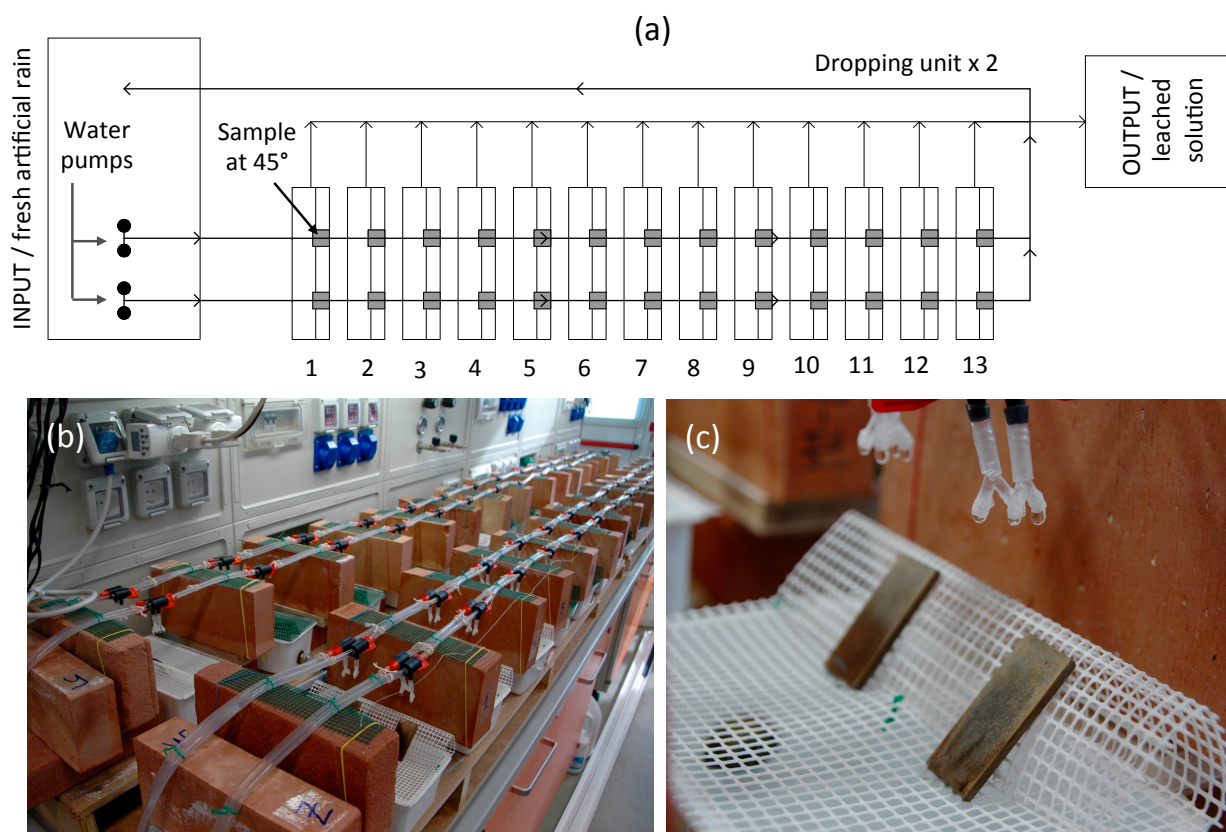 (a)
INPUT / fresh artificial rain
Water
pumps
Sample
at 45°
Dropping unit x 2
OUTPUT /
leached
solution
1 2 3 4 5 6 7 8 9 10 11 12 13
(b)
(c)